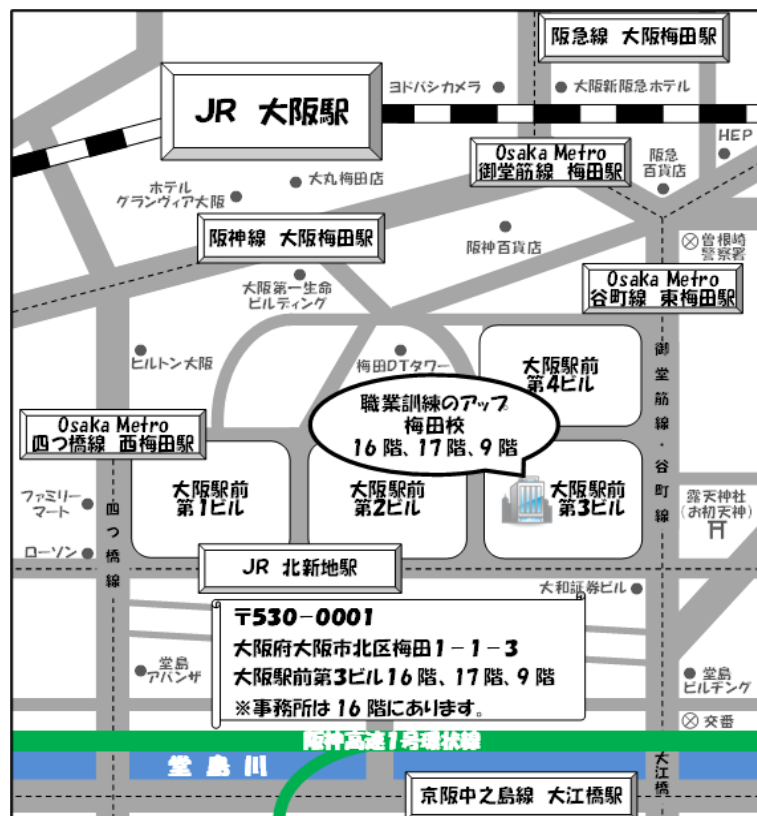 阪急線 大阪梅田駅
ヨドバシカメラ
大阪新阪急ホテル
JR 大阪駅
HEP
Osaka Metro
御堂筋線 梅田駅
阪急
百貨店
大丸梅田店
ホテル
グランヴィア大阪
阪神線 大阪梅田駅
阪神百貨店
曽根崎
警察署
Osaka Metro
谷町線 東梅田駅
大阪第一生命
ビルディング
ヒルトン大阪
梅田DTタワー
大阪駅前
第4ビル
御堂筋線・谷町線
職業訓練のアップ
梅田校
16階、17階、9階
Osaka Metro
四つ橋線 西梅田駅
大阪駅前
第1ビル
大阪駅前
第2ビル
大阪駅前
第3ビル
ファミリー
マート
四つ橋線
露天神社
(お初天神)
ローソン
JR 北新地駅
大和証券ビル
〒530-0001
大阪府大阪市北区梅田1-1-3
大阪駅前第3ビル16階、17階、9階
※事務所は16階にあります。
堂島
アバンザ
堂島
ビルヂング
交番
阪神高速1号環状線
堂島川
大江橋
京阪中之島線 大江橋駅